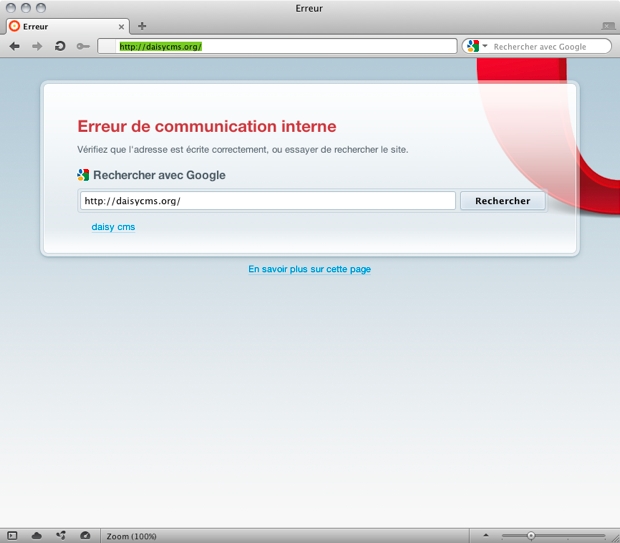 Erreur
Erreur
http://daisycms.org/
Rechercher avec Google
Erreur de communication interne
Vérifiez que l'adresse est écrite correctement, ou essayer de rechercher le site.
Rechercher avec Google
http://daisycms.org/
Rechercher
daisy cms
En savoir plus sur cette page
Zoom (100%)